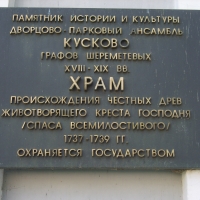 ПАМЯТНИК ИСТОРИИ И КУЛЬТУРЫ
ДВОРЦОВО-ПАРКОВЫЙ АНСАМБЛЬ
КУСКОВО
ГРАФОВ ШЕРЕМЕТЕВЫХ
XVIII-XIX ВВ.
ХРАМ
ПРОИСХОЖДЕНИЯ ЧЕСТНЫХ ДРЕВ
ЖИВОТВОРЯЩЕГО КРЕСТА ГОСПОДНЯ
/СПАСА ВСЕМИЛОСТИВОГО/
1737-1739 ГГ.
ОХРАНЯЕТСЯ ГОСУДАРСТВОМ